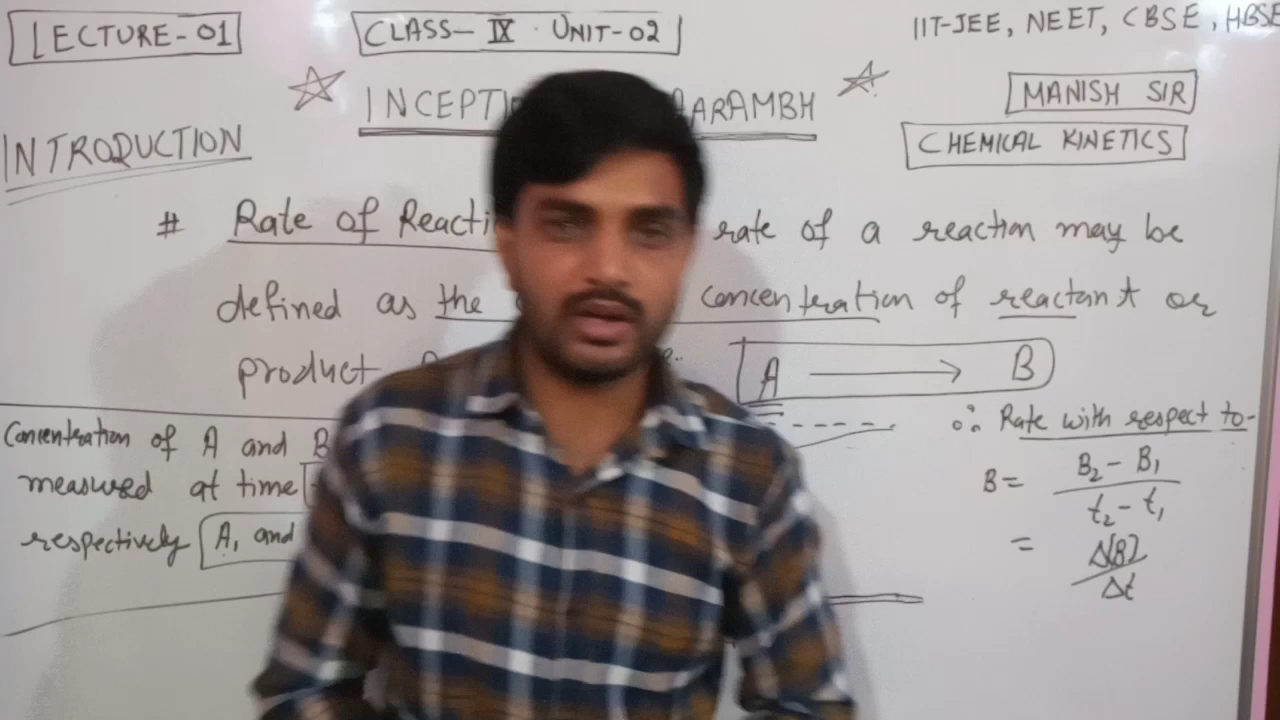 LECTURE-01
CLASS- IX · UNIT-02
IIT-JEE, NEET, CBSE, HBSE
INCEPTI AARAMBH
MANISH SIR
CHEMICAL KINETICS
INTRODUCTION
# Rate of Reacti rate of a reaction may be
defined as the concentration of reactant or
product A → B
Concentration of A and B
measured at time
respectively A₁ and
∴ Rate with respect to-
B = B₂ - B₁ / t₂ - t₁
= Δ[B] / Δt